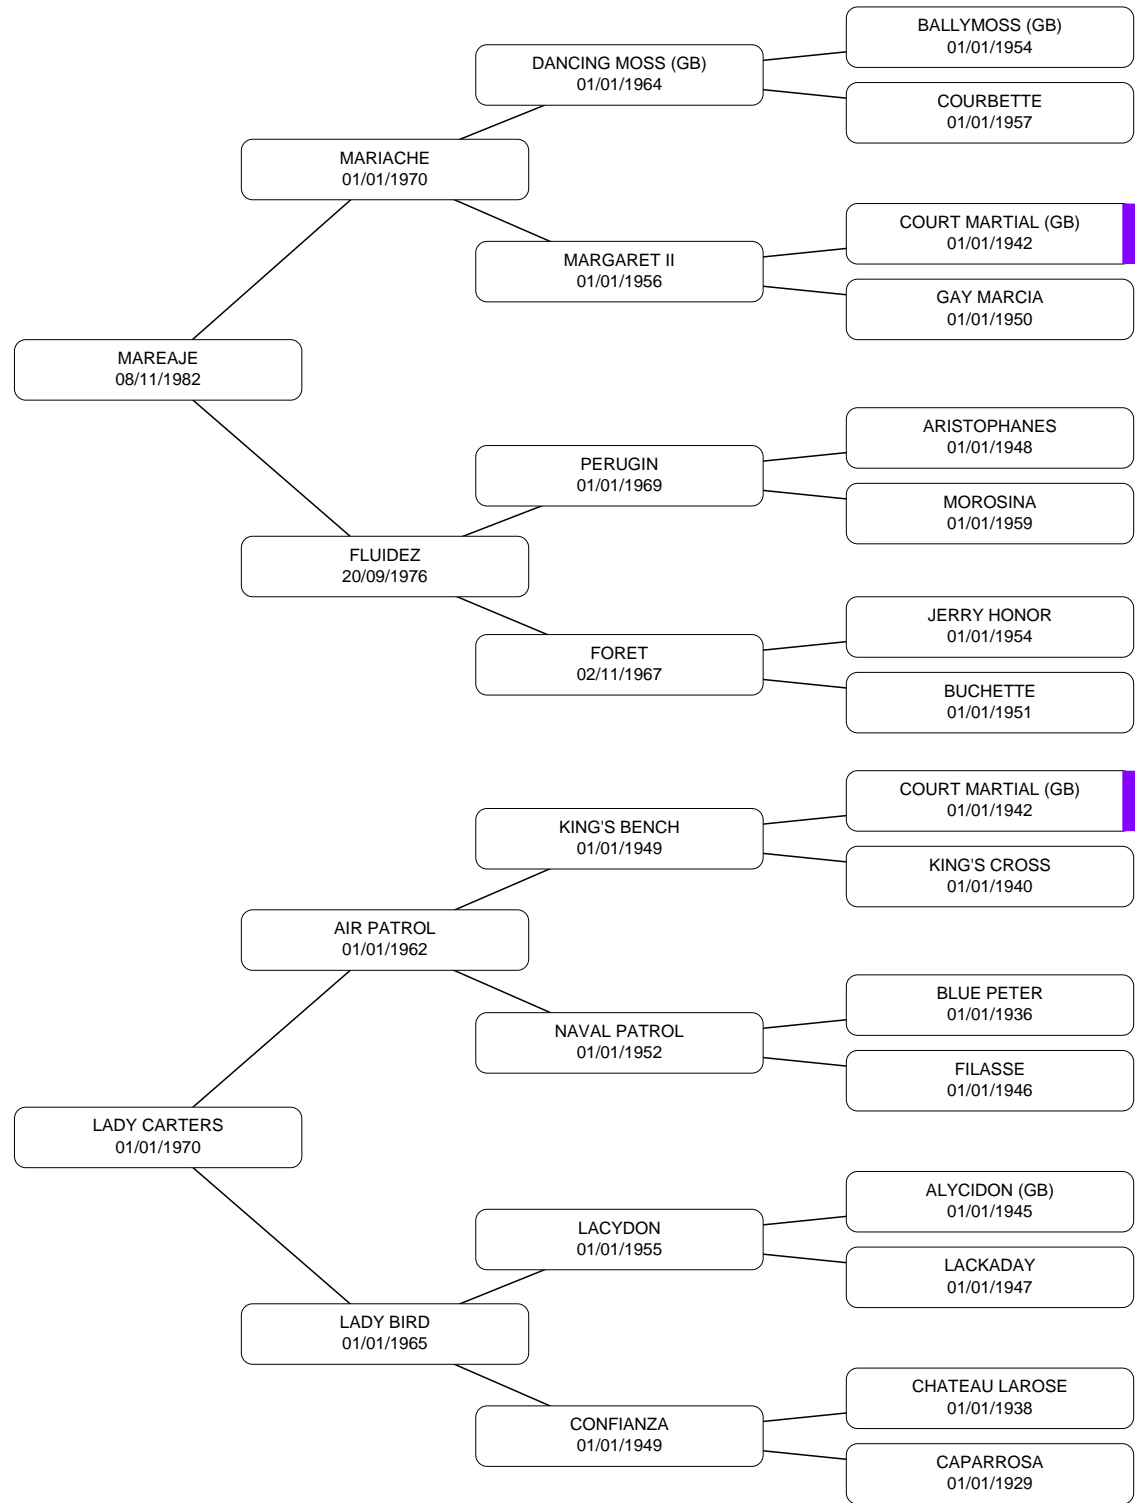 BALLYMOSS (GB)
01/01/1954
DANCING MOSS (GB)
01/01/1964
COURBETTE
01/01/1957
MARIACHE
01/01/1970
COURT MARTIAL (GB)
01/01/1942
MARGARET II
01/01/1956
GAY MARCIA
01/01/1950
MAREAJE
08/11/1982
ARISTOPHANES
01/01/1948
PERUGIN
01/01/1969
MOROSINA
01/01/1959
FLUIDEZ
20/09/1976
JERRY HONOR
01/01/1954
FORET
02/11/1967
BUCHETTE
01/01/1951
COURT MARTIAL (GB)
01/01/1942
KING'S BENCH
01/01/1949
KING'S CROSS
01/01/1940
AIR PATROL
01/01/1962
BLUE PETER
01/01/1936
NAVAL PATROL
01/01/1952
FILASSE
01/01/1946
LADY CARTERS
01/01/1970
ALYCIDON (GB)
01/01/1945
LACYDON
01/01/1955
LACKADAY
01/01/1947
LADY BIRD
01/01/1965
CHATEAU LAROSE
01/01/1938
CONFIANZA
01/01/1949
CAPARROSA
01/01/1929